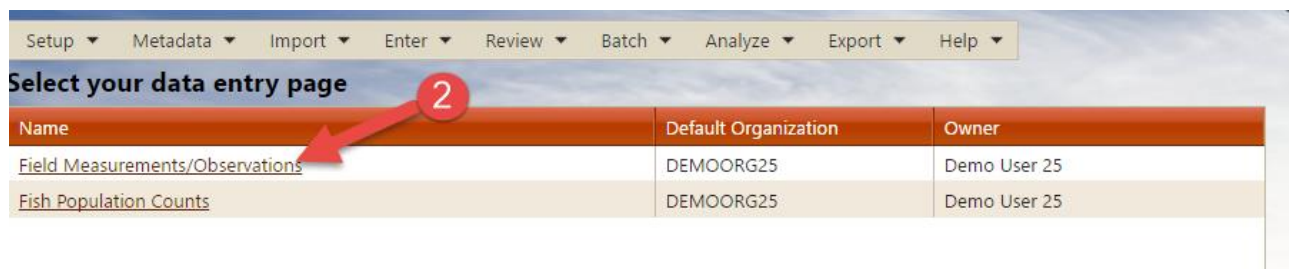 Setup Metadata Import Enter Review Batch Analyze Export Help
Select your data entry page
2
Name Default Organization Owner
Field Measurements/Observations DEMOORG25 Demo User 25
Fish Population Counts DEMOORG25 Demo User 25